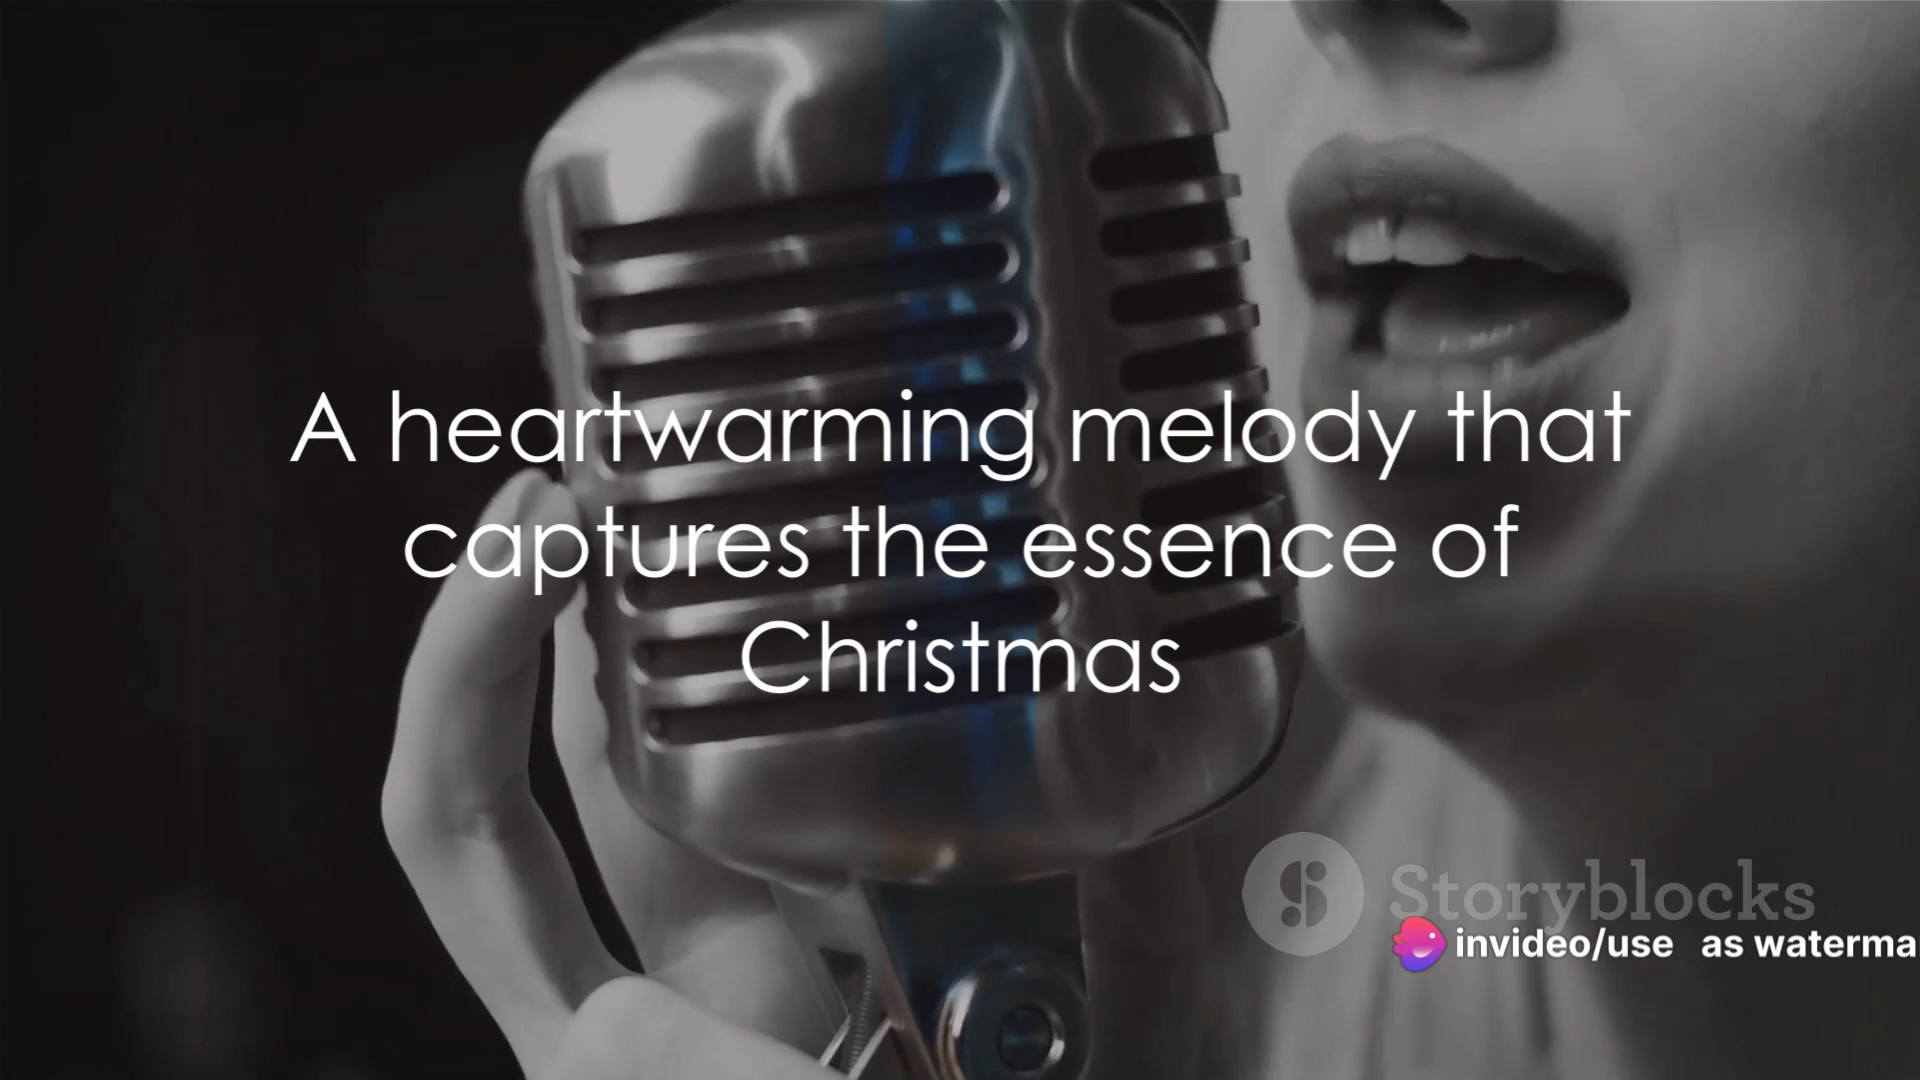 A heartwarming melody that
captures the essence of
Christmas
Storyblocks
invideo/use as waterma